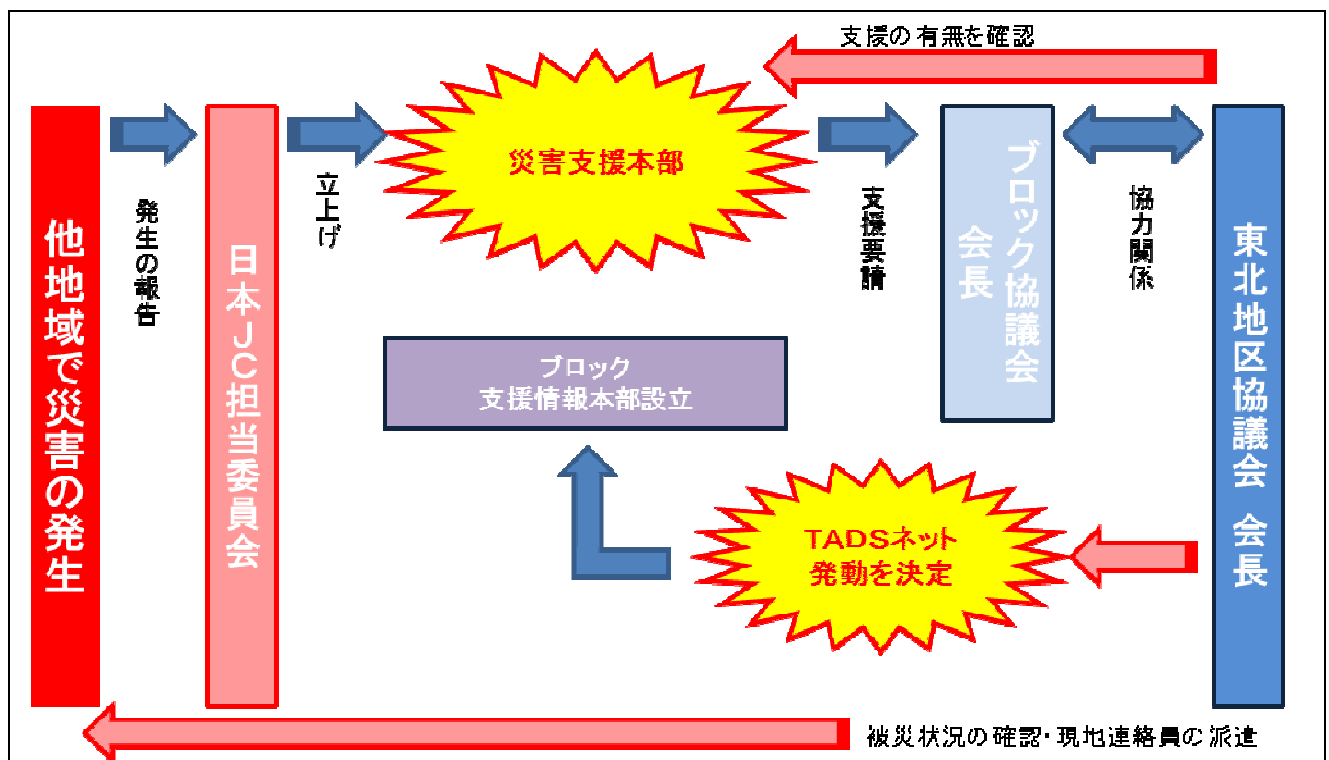 支援の有無を確認
他地域で災害の発生
発生の報告
日本JC担当委員会
立上げ
災害支援本部
支援要請
ブロック協議会
会長
協力関係
東北地区協議会 会長
ブロック
支援情報本部設立
TADSネット
発動を決定
被災状況の確認・現地連絡員の派遣